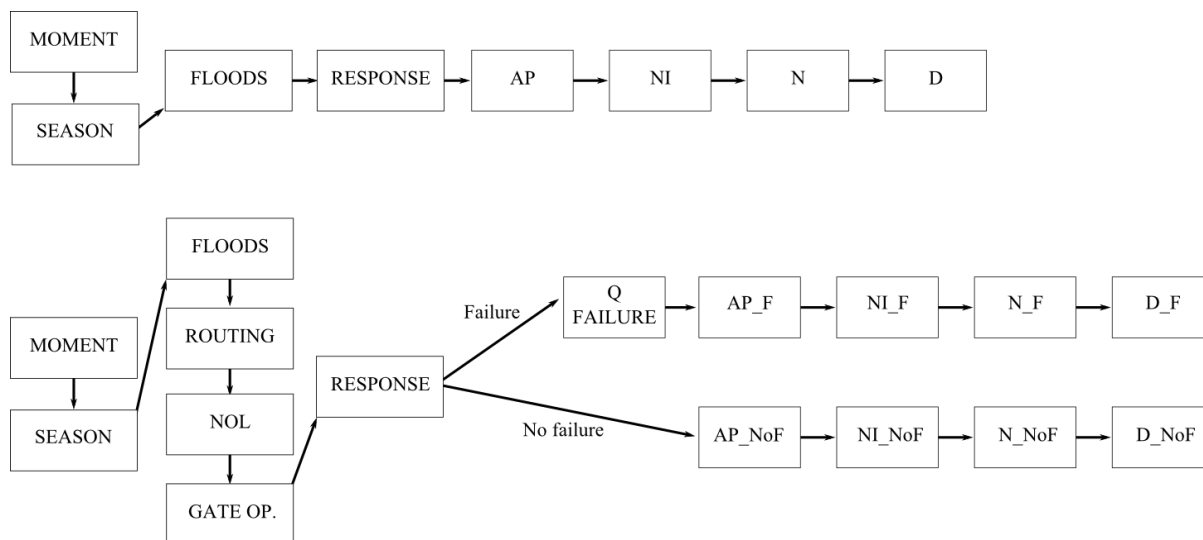 MOMENT
SEASON
FLOODS
RESPONSE
AP
NI
N
D
MOMENT
SEASON
FLOODS
ROUTING
NOL
GATE OP.
RESPONSE
Failure
Q
FAILURE
AP_F
NI_F
N_F
D_F
No failure
AP_NoF
NI_NoF
N_NoF
D_NoF